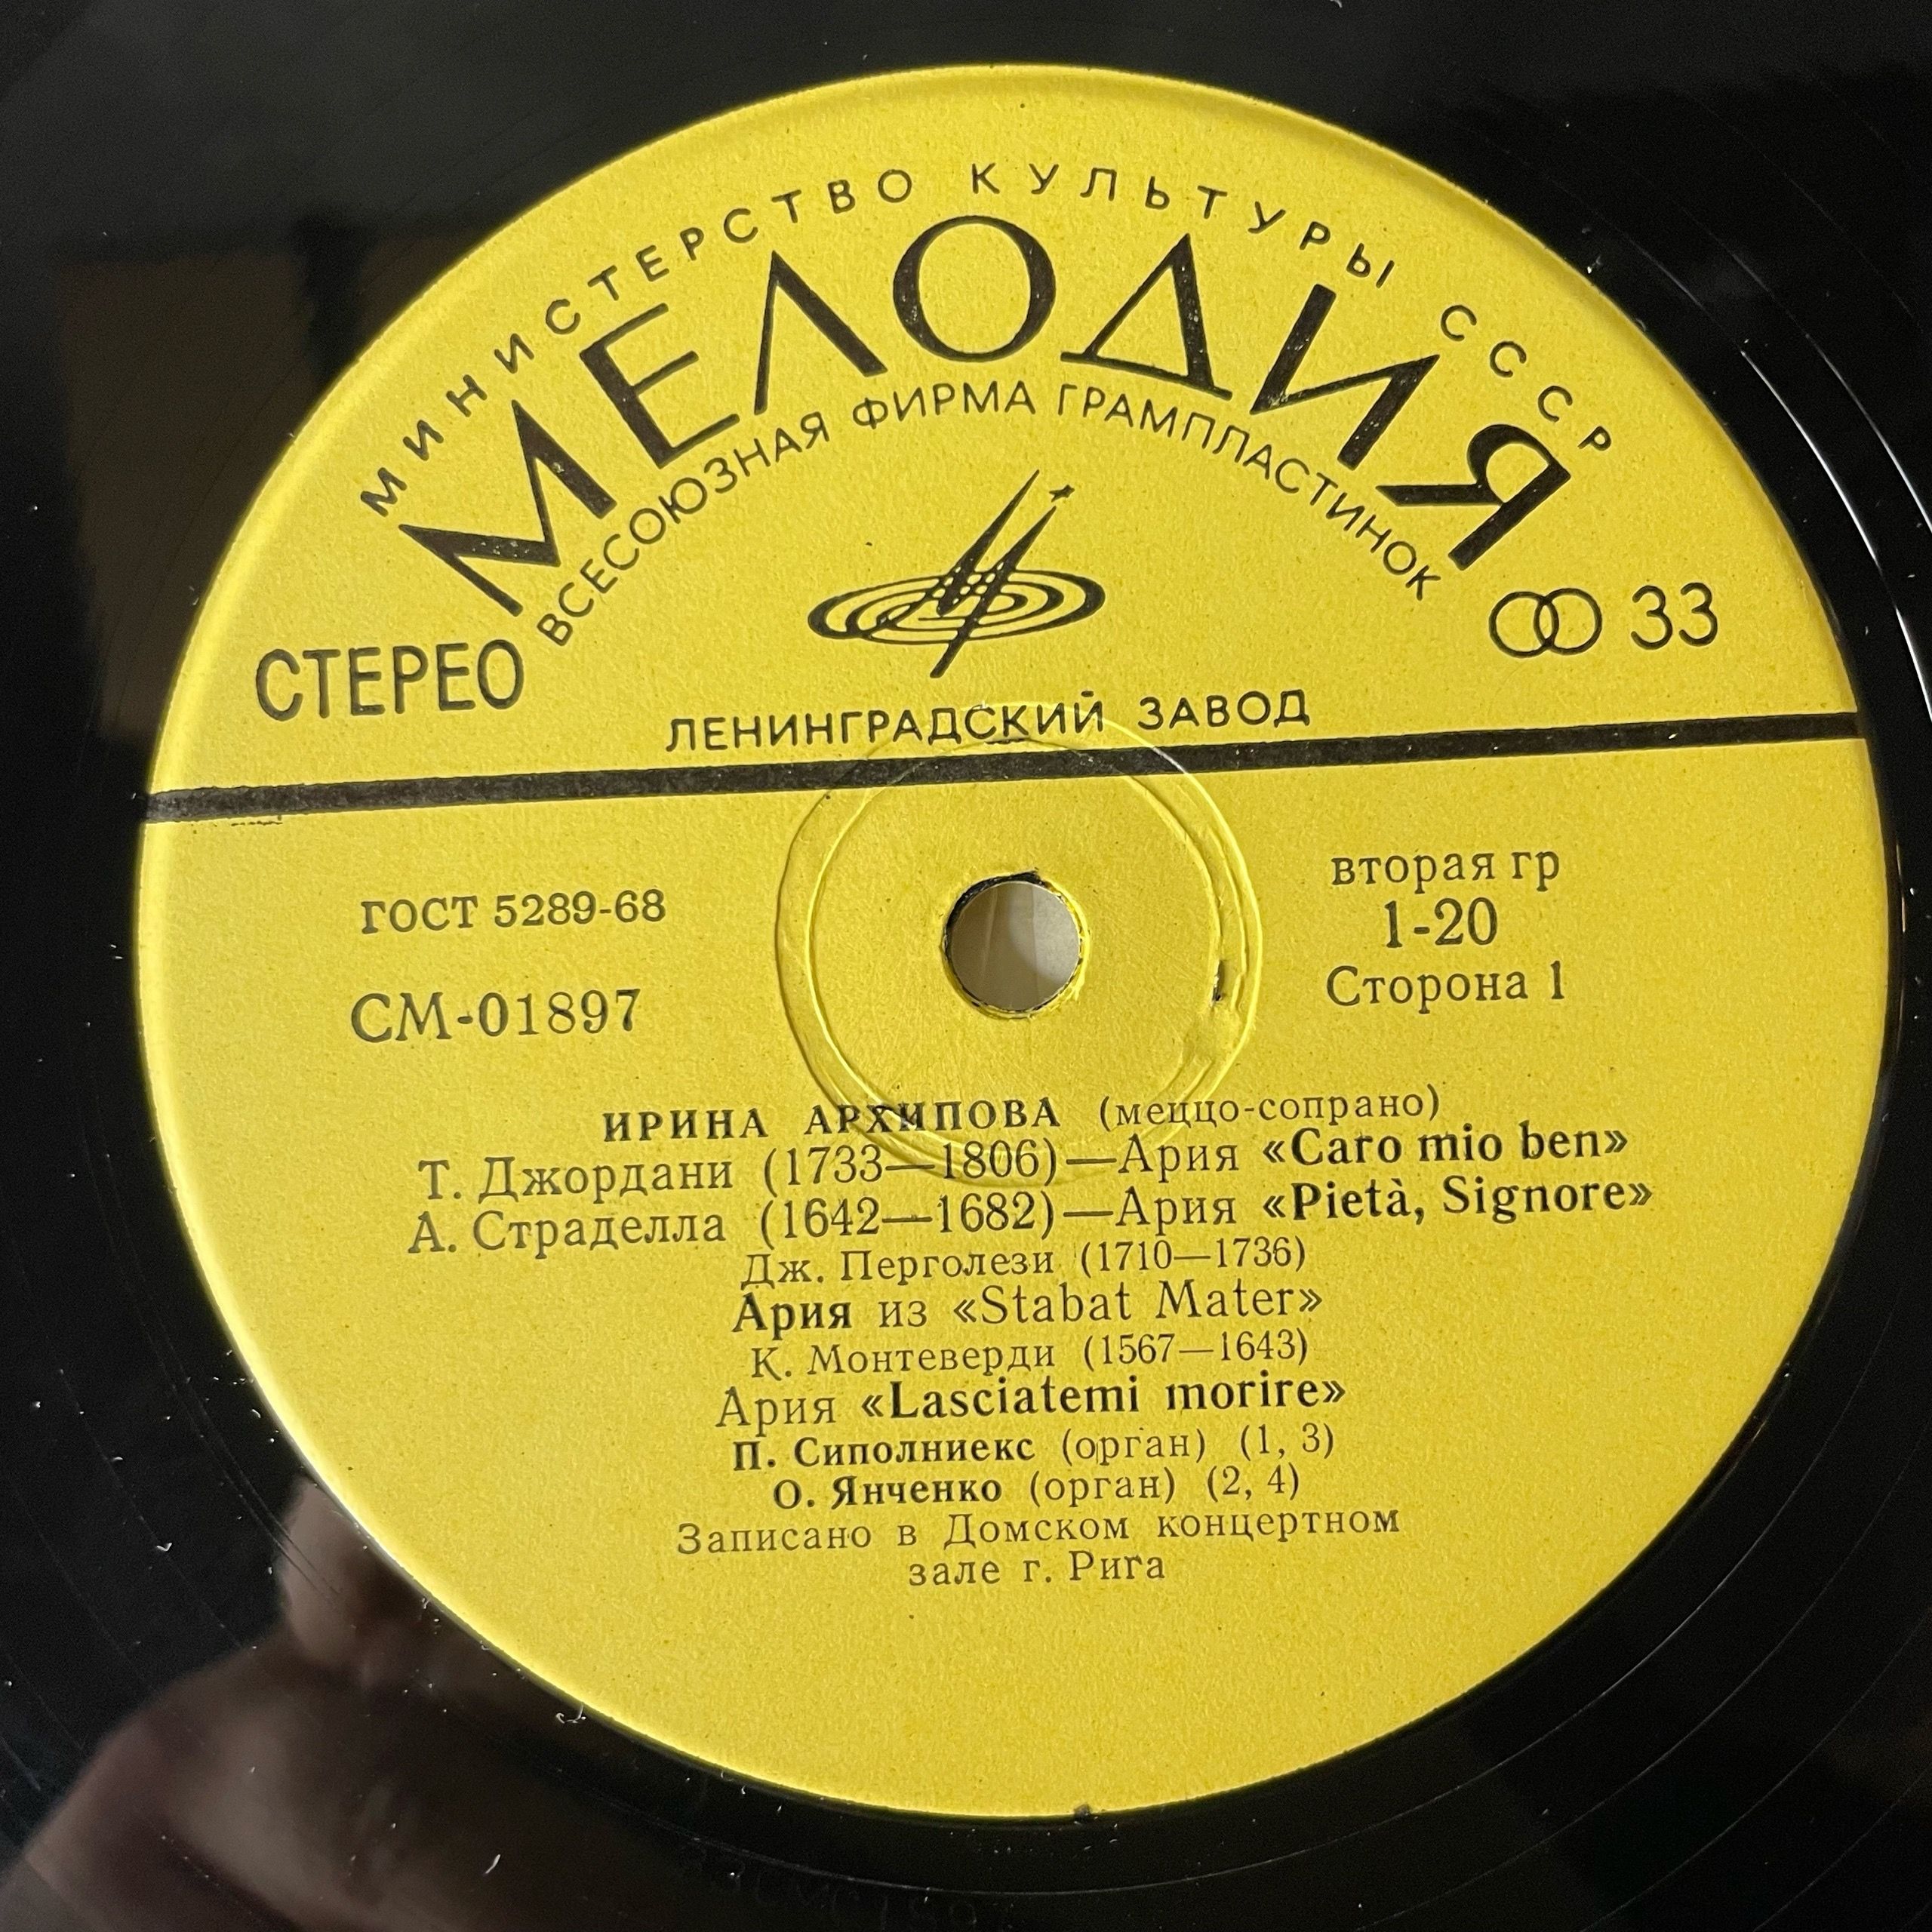 МИНИСТЕРСТВО КУЛЬТУРЫ СССР
МЕЛОДИЯ
ВСЕСОЮЗНАЯ ФИРМА ГРАМПЛАСТИНОК
СТЕРЕО
33
ЛЕНИНГРАДСКИЙ ЗАВОД
ГОСТ 5289-68
СМ-01897
вторая гр
1-20
Сторона 1
ИРИНА АРХИПОВА (меццо-сопрано)
Т. Джордани (1733—1806)—Ария «Caro mio ben»
А. Страделла (1642—1682)—Ария «Pietà, Signore»
Дж. Перголези (1710—1736)
Ария из «Stabat Mater»
К. Монтеверди (1567—1643)
Ария «Lasciatemi morire»
П. Сиполниекс (орган) (1, 3)
О. Янченко (орган) (2, 4)
Записано в Домском концертном
зале г. Рига